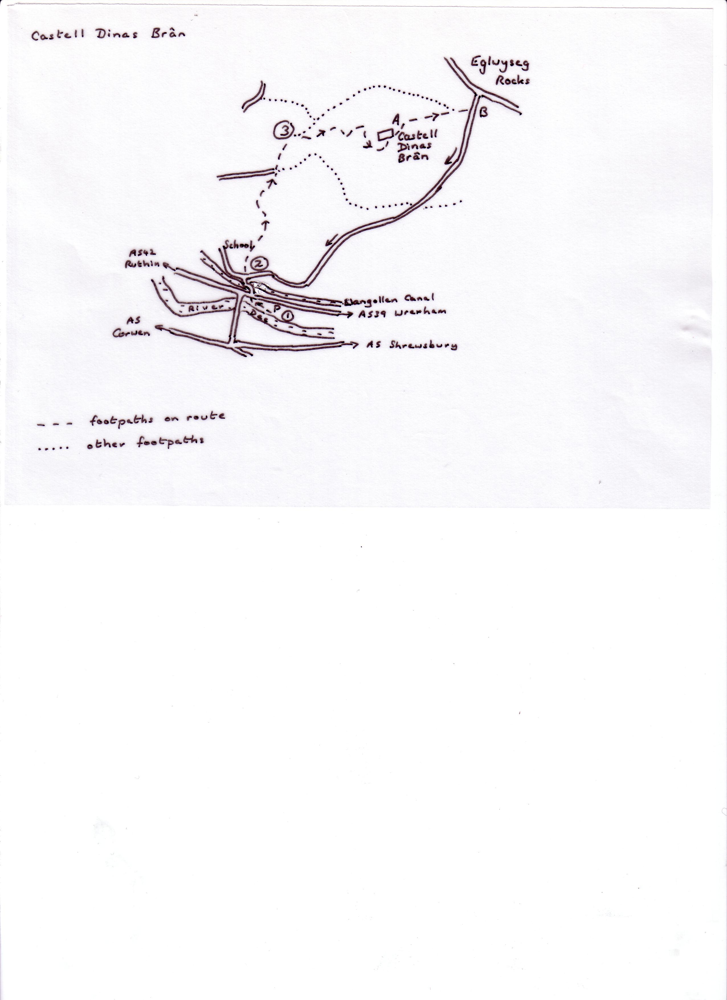 Castell Dinas Brân
Eglwyseg
Rocks
B
A
3
Castell
Dinas
Brân
School
2
A542
Ruthin
Llangollen Canal
River
Dee
P
1
A539 Wrexham
A5
Corwen
A5 Shrewsbury
footpaths on route
other footpaths